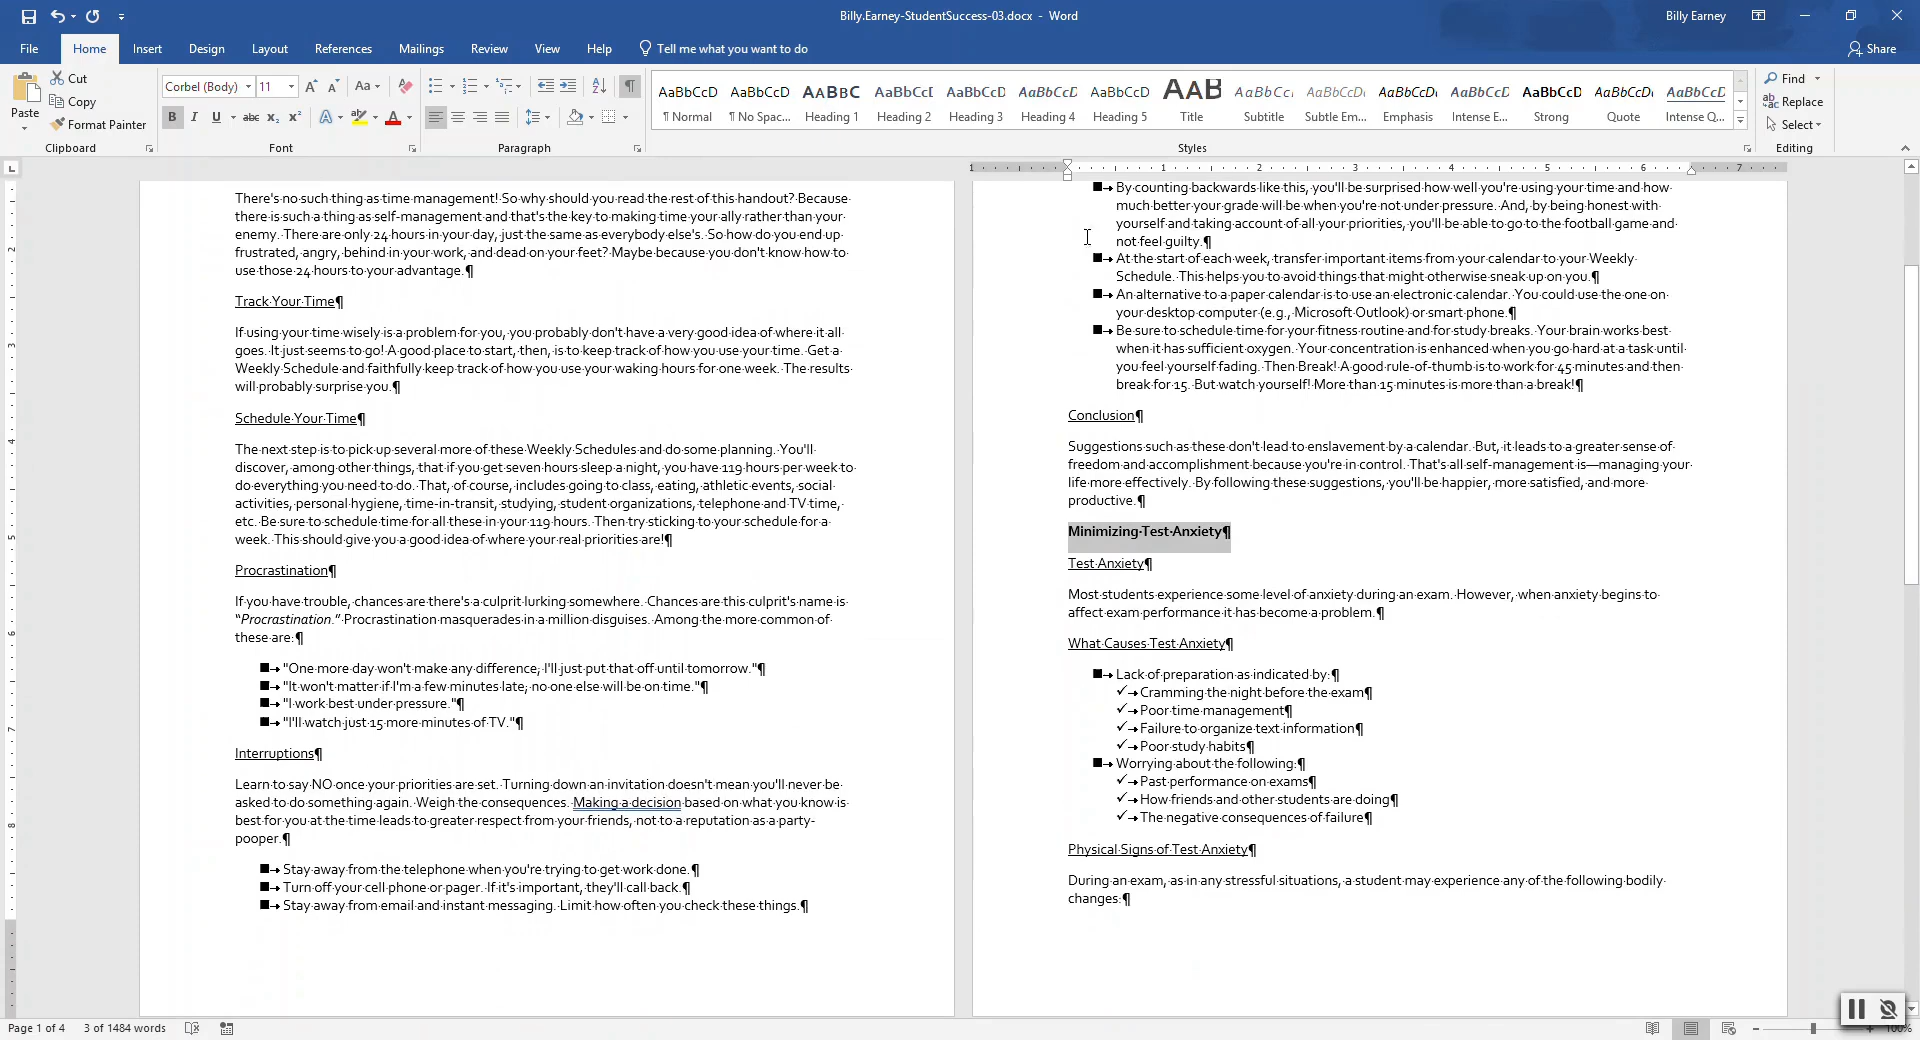 Billy.Earney-StudentSuccess-03.docx - Word
Billy Earney
File Home Insert Design Layout References Mailings Review View Help Tell me what you want to do
Share
Cut
Copy
Format Painter
Paste
Clipboard
Corbel (Body) 11
Font
Paragraph
AaBbCcD AaBbCcD AaBbC AaBbCcI AaBbCcI AaBbCcD AaBbCcD AaB AaBbCcI AaBbCcDi AaBbCcDi AaBbCcDi AaBbCcD AaBbCcDi AaBbCcD
¶ Normal ¶ No Spac... Heading 1 Heading 2 Heading 3 Heading 4 Heading 5 Title Subtitle Subtle Em... Emphasis Intense E... Strong Quote Intense Q...
Styles
Find
Replace
Select
Editing
There's no such thing as time management! So why should you read the rest of this handout? Because
there is such a thing as self-management and that's the key to making time your ally rather than your
enemy. There are only 24 hours in your day, just the same as everybody else's. So how do you end up
frustrated, angry, behind in your work, and dead on your feet? Maybe because you don't know how to
use those 24 hours to your advantage.¶
Track Your Time¶
If using your time wisely is a problem for you, you probably don't have a very good idea of where it all
goes. It just seems to go! A good place to start, then, is to keep track of how you use your time. Get a
Weekly Schedule and faithfully keep track of how you use your waking hours for one week. The results
will probably surprise you.¶
Schedule Your Time¶
The next step is to pick up several more of these Weekly Schedules and do some planning. You'll
discover, among other things, that if you get seven hours sleep a night, you have 119 hours per week to
do everything you need to do. That, of course, includes going to class, eating, athletic events, social
activities, personal hygiene, time-in-transit, studying, student organizations, telephone and TV time,
etc. Be sure to schedule time for all these in your 119 hours. Then try sticking to your schedule for a
week. This should give you a good idea of where your real priorities are!¶
Procrastination¶
If you have trouble, chances are there's a culprit lurking somewhere. Chances are this culprit's name is
“Procrastination.” Procrastination masquerades in a million disguises. Among the more common of
these are:¶
"One more day won't make any difference; I'll just put that off until tomorrow."¶
"It won't matter if I'm a few minutes late; no one else will be on time."¶
"I work best under pressure."¶
"I'll watch just 15 more minutes of TV."¶
Interruptions¶
Learn to say NO once your priorities are set. Turning down an invitation doesn't mean you'll never be
asked to do something again. Weigh the consequences. Making a decision based on what you know is
best for you at the time leads to greater respect from your friends, not to a reputation as a party-
pooper.¶
Stay away from the telephone when you're trying to get work done.¶
Turn off your cell phone or pager. If it's important, they'll call back.¶
Stay away from email and instant messaging. Limit how often you check these things.¶
By counting backwards like this, you'll be surprised how well you're using your time and how
much better your grade will be when you're not under pressure. And, by being honest with
yourself and taking account of all your priorities, you'll be able to go to the football game and
not feel guilty.¶
At the start of each week, transfer important items from your calendar to your Weekly
Schedule. This helps you to avoid things that might otherwise sneak up on you.¶
An alternative to a paper calendar is to use an electronic calendar. You could use the one on
your desktop computer (e.g., Microsoft Outlook) or smart phone.¶
Be sure to schedule time for your fitness routine and for study breaks. Your brain works best
when it has sufficient oxygen. Your concentration is enhanced when you go hard at a task until
you feel yourself fading. Then Break! A good rule-of-thumb is to work for 45 minutes and then
break for 15. But watch yourself! More than 15 minutes is more than a break!¶
Conclusion¶
Suggestions such as these don't lead to enslavement by a calendar. But, it leads to a greater sense of
freedom and accomplishment because you're in control. That's all self-management is—managing your
life more effectively. By following these suggestions, you'll be happier, more satisfied, and more
productive.¶
Minimizing Test Anxiety¶
Test Anxiety¶
Most students experience some level of anxiety during an exam. However, when anxiety begins to
affect exam performance it has become a problem.¶
What Causes Test Anxiety¶
Lack of preparation as indicated by:¶
Cramming the night before the exam¶
Poor time management¶
Failure to organize text information¶
Poor study habits¶
Worrying about the following:¶
Past performance on exams¶
How friends and other students are doing¶
The negative consequences of failure¶
Physical Signs of Test Anxiety¶
During an exam, as in any stressful situations, a student may experience any of the following bodily
changes:¶
Page 1 of 4 3 of 1484 words
100%